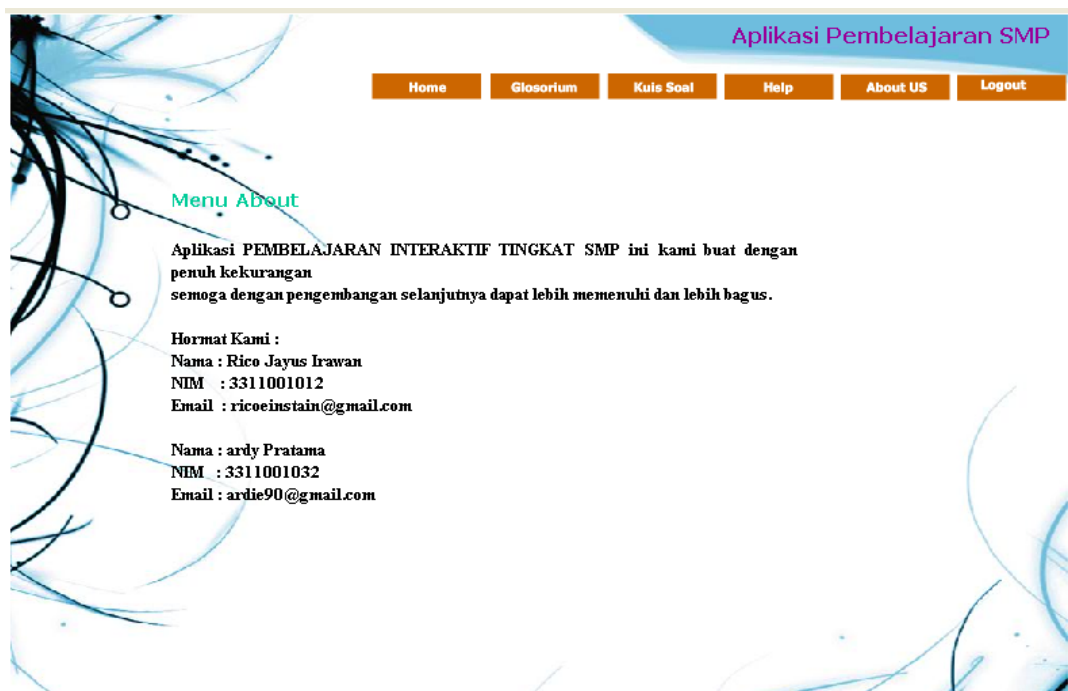 Aplikasi Pembelajaran SMP
Home Glosorium Kuis Soal Help About US Logout
Menu About
Aplikasi PEMBELAJARAN INTERAKTIF TINGKAT SMP ini kami buat dengan
penuh kekurangan
semoga dengan pengembangan selanjutnya dapat lebih memenuhi dan lebih bagus.
Hormat Kami :
Nama : Rico Jayus Irawan
NIM : 3311001012
Email : ricoeinstain@gmail.com
Nama : ardy Pratama
NIM : 3311001032
Email : ardie90@gmail.com